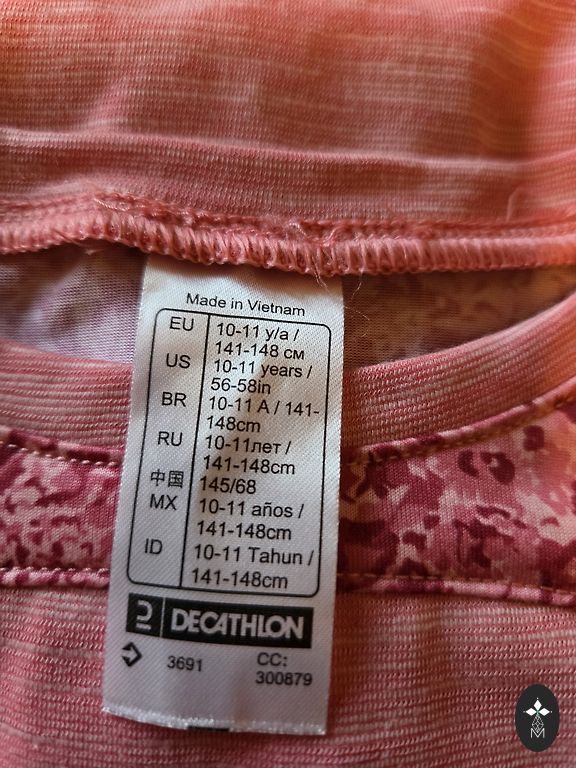 Made in Vietnam
EU 10-11 y/a /
141-148 см
US 10-11 years /
56-58in
BR 10-11 A / 141-
148cm
RU 10-11лет /
141-148cm
中国 145/68
MX 10-11 años /
141-148cm
ID 10-11 Tahun /
141-148cm
DECATHLON
3691 CC:
300879